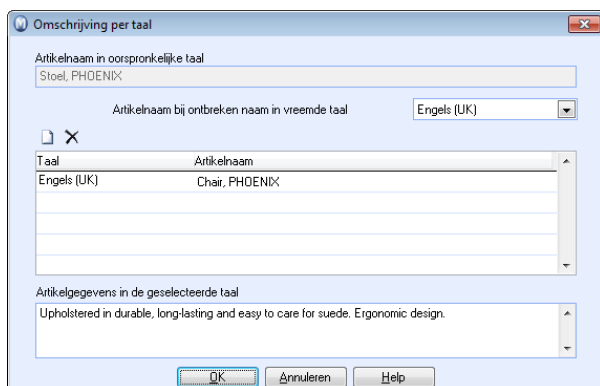 Omschrijving per taal
Artikelnaam in oorspronkelijke taal
Stoel, PHOENIX
Artikelnaam bij ontbreken naam in vreemde taal Engels (UK)
Taal Artikelnaam
Engels (UK) Chair, PHOENIX
Artikelgegevens in de geselecteerde taal
Upholstered in durable, long-lasting and easy to care for suede. Ergonomic design.
OK Annuleren Help